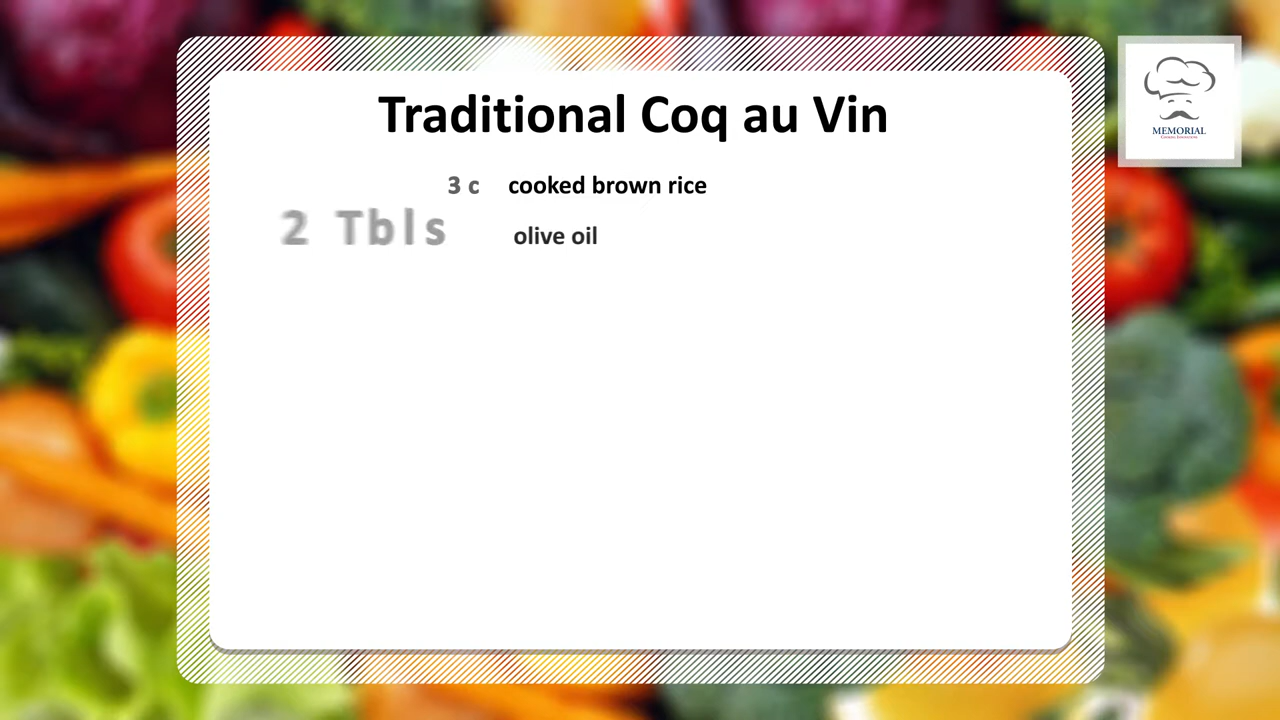 Traditional Coq au Vin
MEMORIAL
3 c cooked brown rice
2 Tbls olive oil